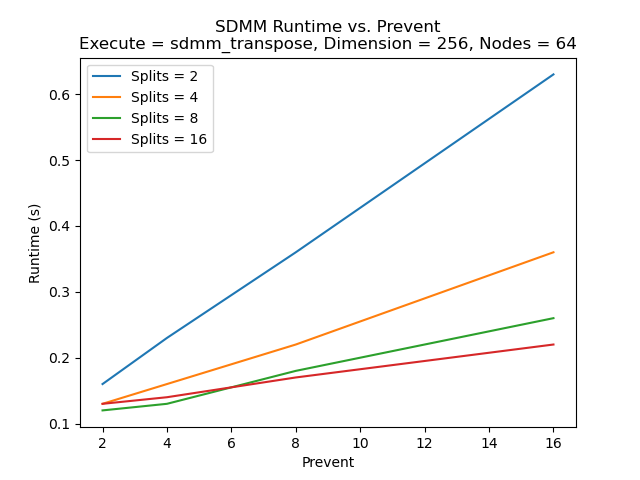 SDMM Runtime vs. Prevent
Execute = sdmm_transpose, Dimension = 256, Nodes = 64
Splits = 2
Splits = 4
Splits = 8
Splits = 16
0.6
0.5
0.4
0.3
0.2
0.1
Runtime (s)
2 4 6 8 10 12 14 16
Prevent